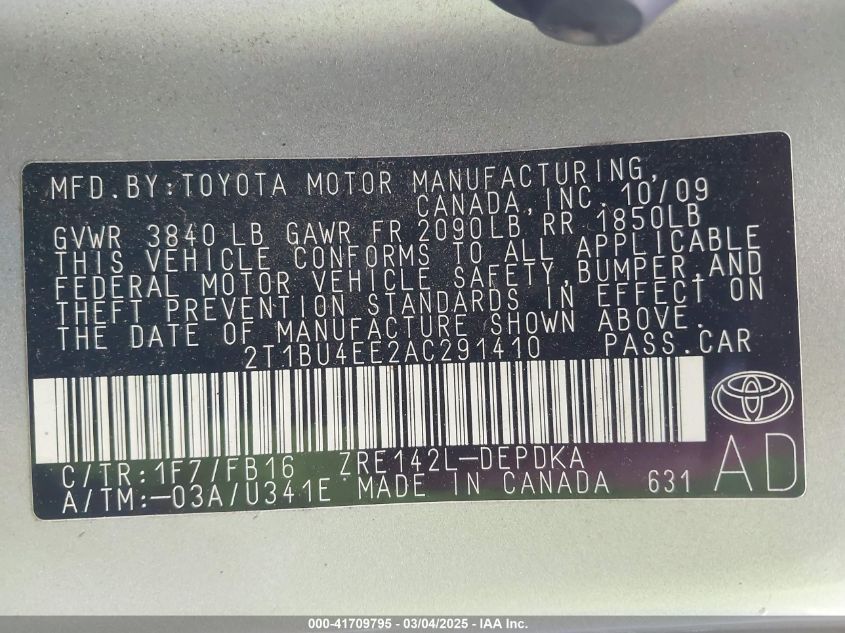 MFD.BY:TOYOTA MOTOR MANUFACTURING,
CANADA,INC. 10/09
GVWR 3840 LB GAWR FR 2090LB RR 1850LB
THIS VEHICLE CONFORMS TO ALL APPLICABLE
FEDERAL MOTOR VEHICLE SAFETY,BUMPER,AND
THEFT PREVENTION STANDARDS IN EFFECT ON
THE DATE OF MANUFACTURE SHOWN ABOVE.
2T1BU4EE2AC291410 PASS.CAR
C/TR:1F7/FB16 ZRE142L-DEPDKA
A/TM:-03A/U341E MADE IN CANADA 631
AD
000-41709795 - 03/04/2025 - IAA Inc.